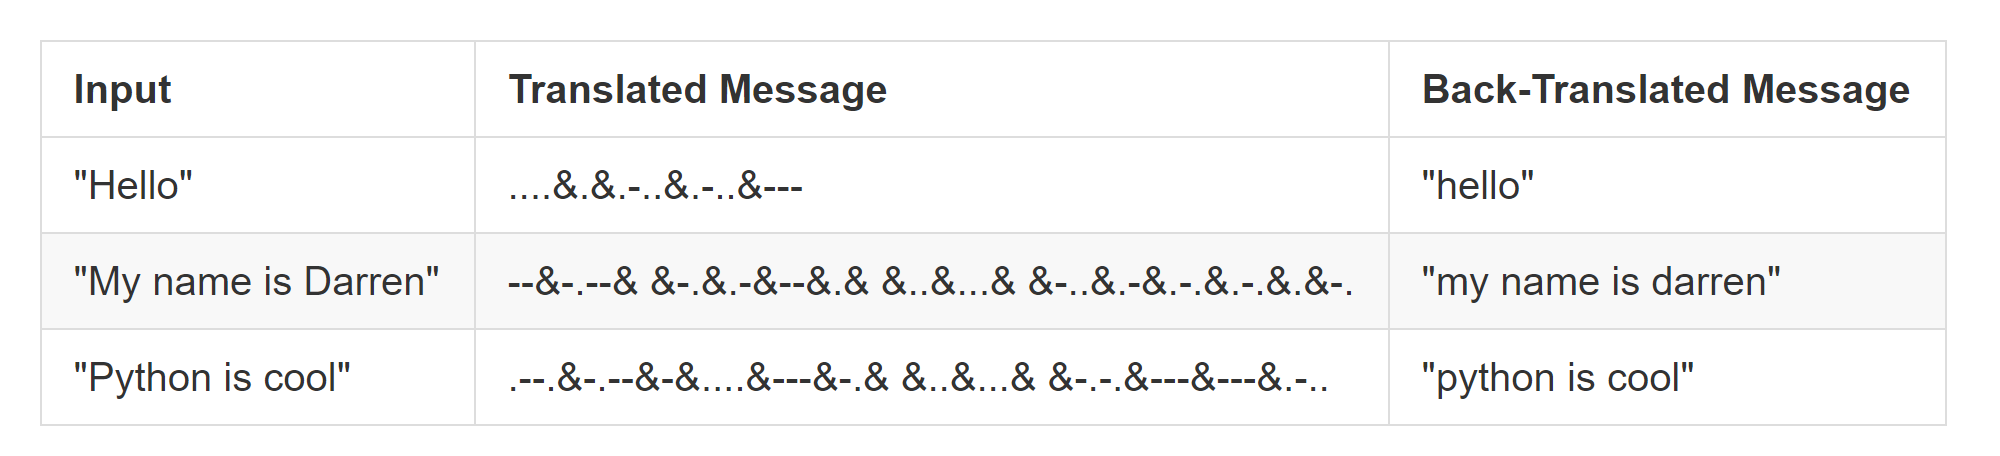 Input Translated Message Back-Translated Message
"Hello" ....&.&.-..&.-..&--- "hello"
"My name is Darren" --&-.--& &-.&.-&--&.& &..&...& &-..&.-&.-.&.-.&.&-. "my name is darren"
"Python is cool" .--.&-.--&-&....&---&-.& &..&...& &-.-.&---&---&.-.. "python is cool"